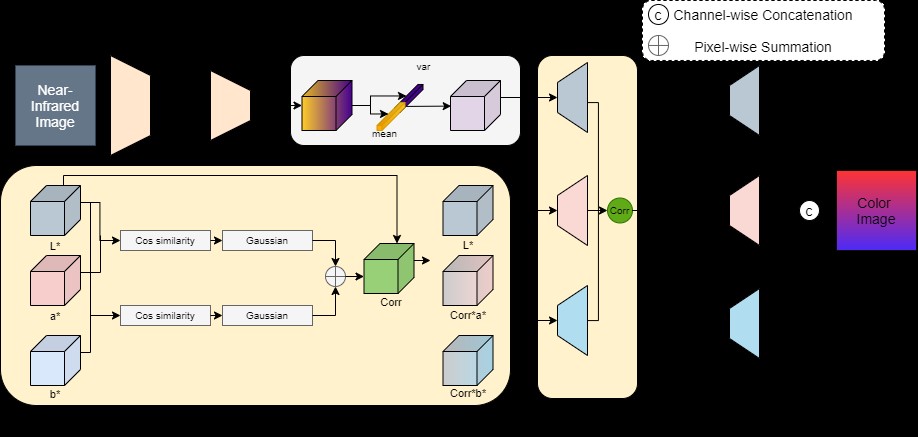 C Channel-wise Concatenation
Pixel-wise Summation
Near-
Infrared
Image
var
mean
L*
a*
b*
Cos similarity
Gaussian
Cos similarity
Gaussian
Corr
L*
Corr*a*
Corr*b*
Corr
C
Color
Image